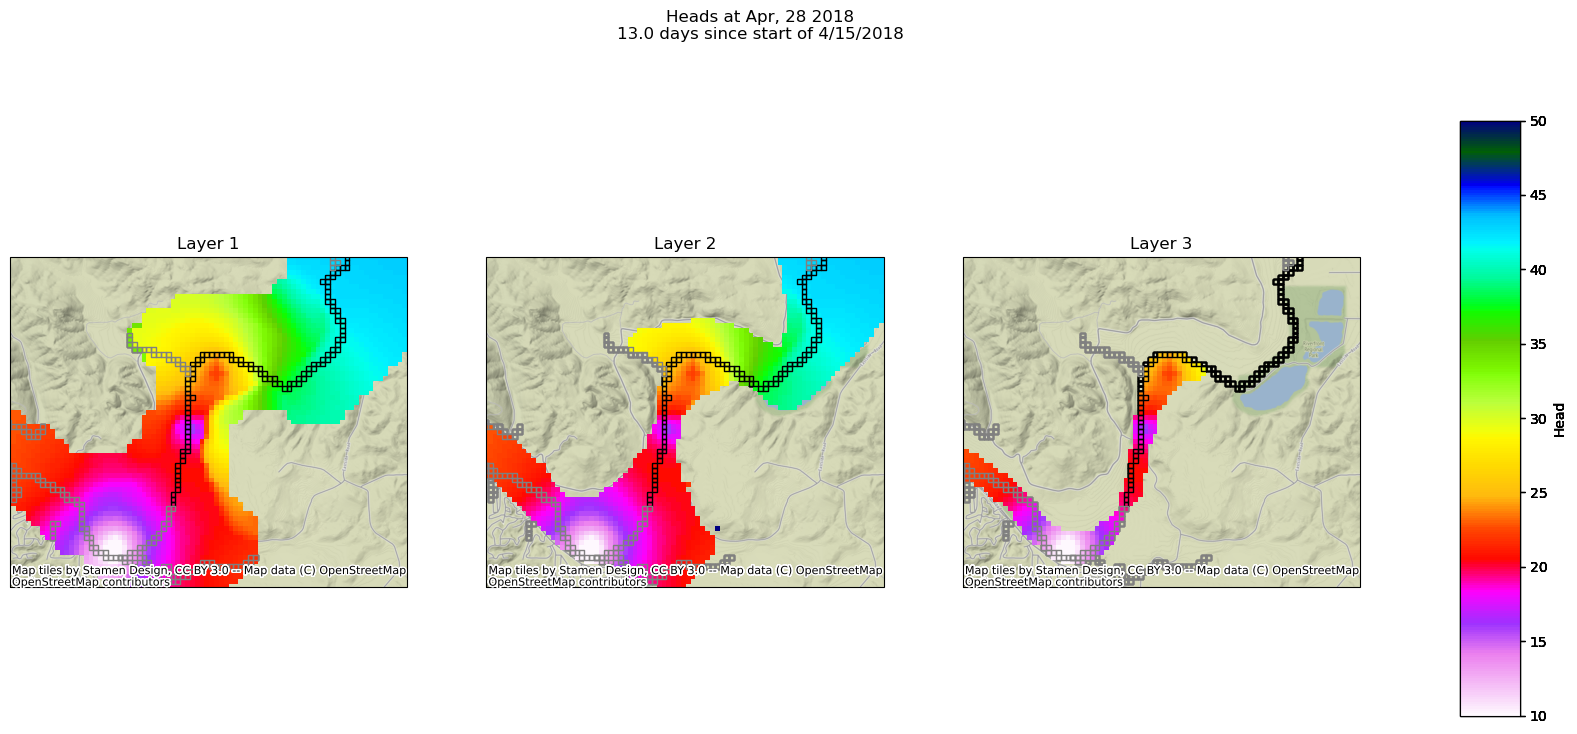 Heads at Apr, 28 2018
13.0 days since start of 4/15/2018
Layer 1
Layer 2
Layer 3
Map tiles by Stamen Design, CC BY 3.0 -- Map data (C) OpenStreetMap
OpenStreetMap contributors
Map tiles by Stamen Design, CC BY 3.0 -- Map data (C) OpenStreetMap
OpenStreetMap contributors
Map tiles by Stamen Design, CC BY 3.0 -- Map data (C) OpenStreetMap
OpenStreetMap contributors
50
45
40
35
30
25
20
15
10
Head